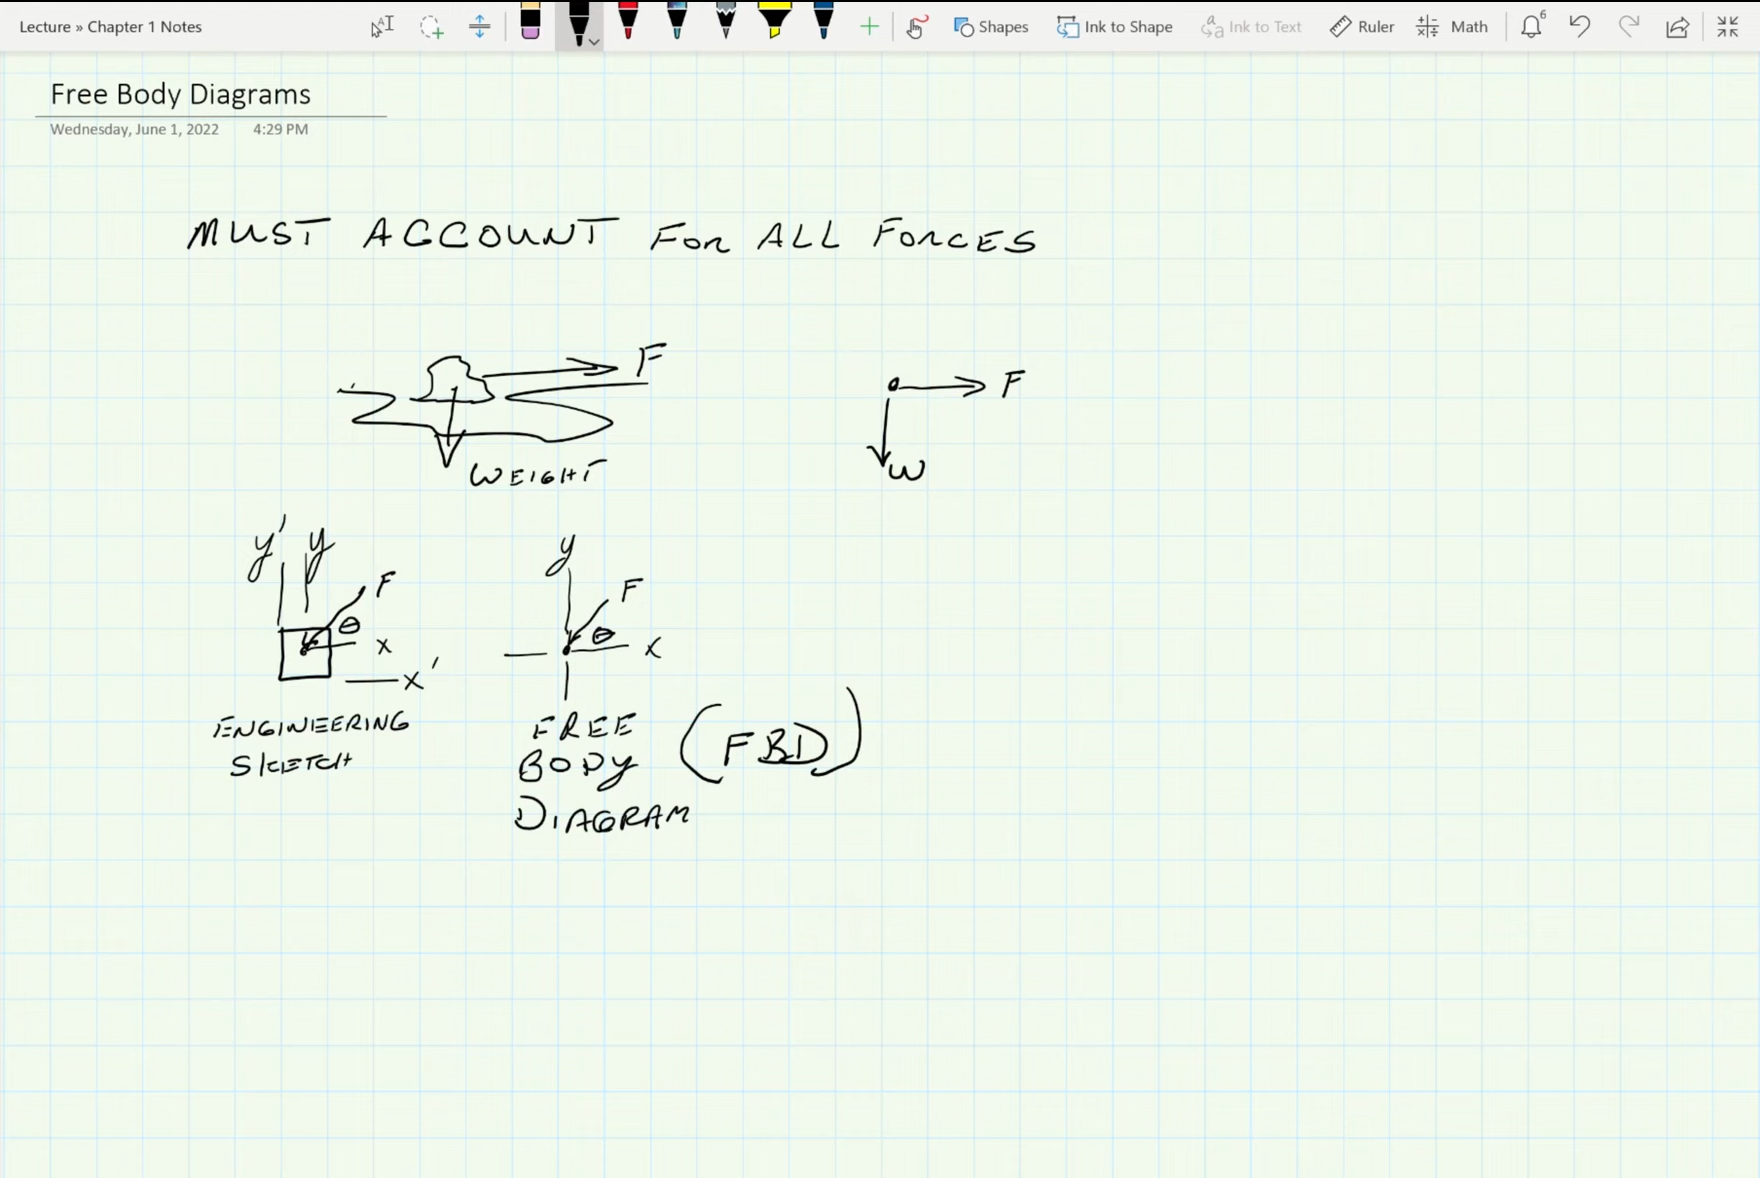 Lecture » Chapter 1 Notes
Shapes
Ink to Shape
Ink to Text
Ruler
Math
6
Free Body Diagrams
Wednesday, June 1, 2022 4:29 PM
MUST ACCOUNT FOR ALL FORCES
F
WEIGHT
F
W
y' y
F
θ
x
x'
ENGINEERING
SKETCH
y
F
θ
x
FREE
BODY
DIAGRAM
(FBD)